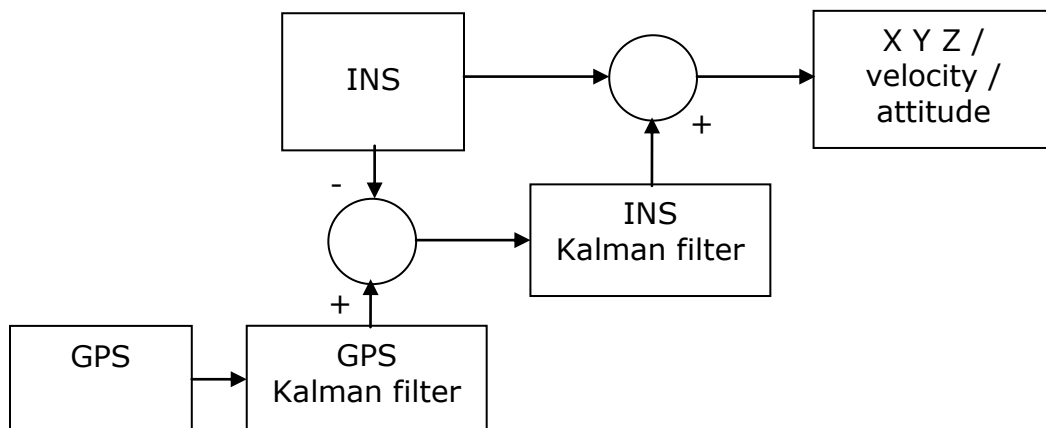 INS
X Y Z /
velocity /
attitude
+
-
INS
Kalman filter
+
GPS
GPS
Kalman filter